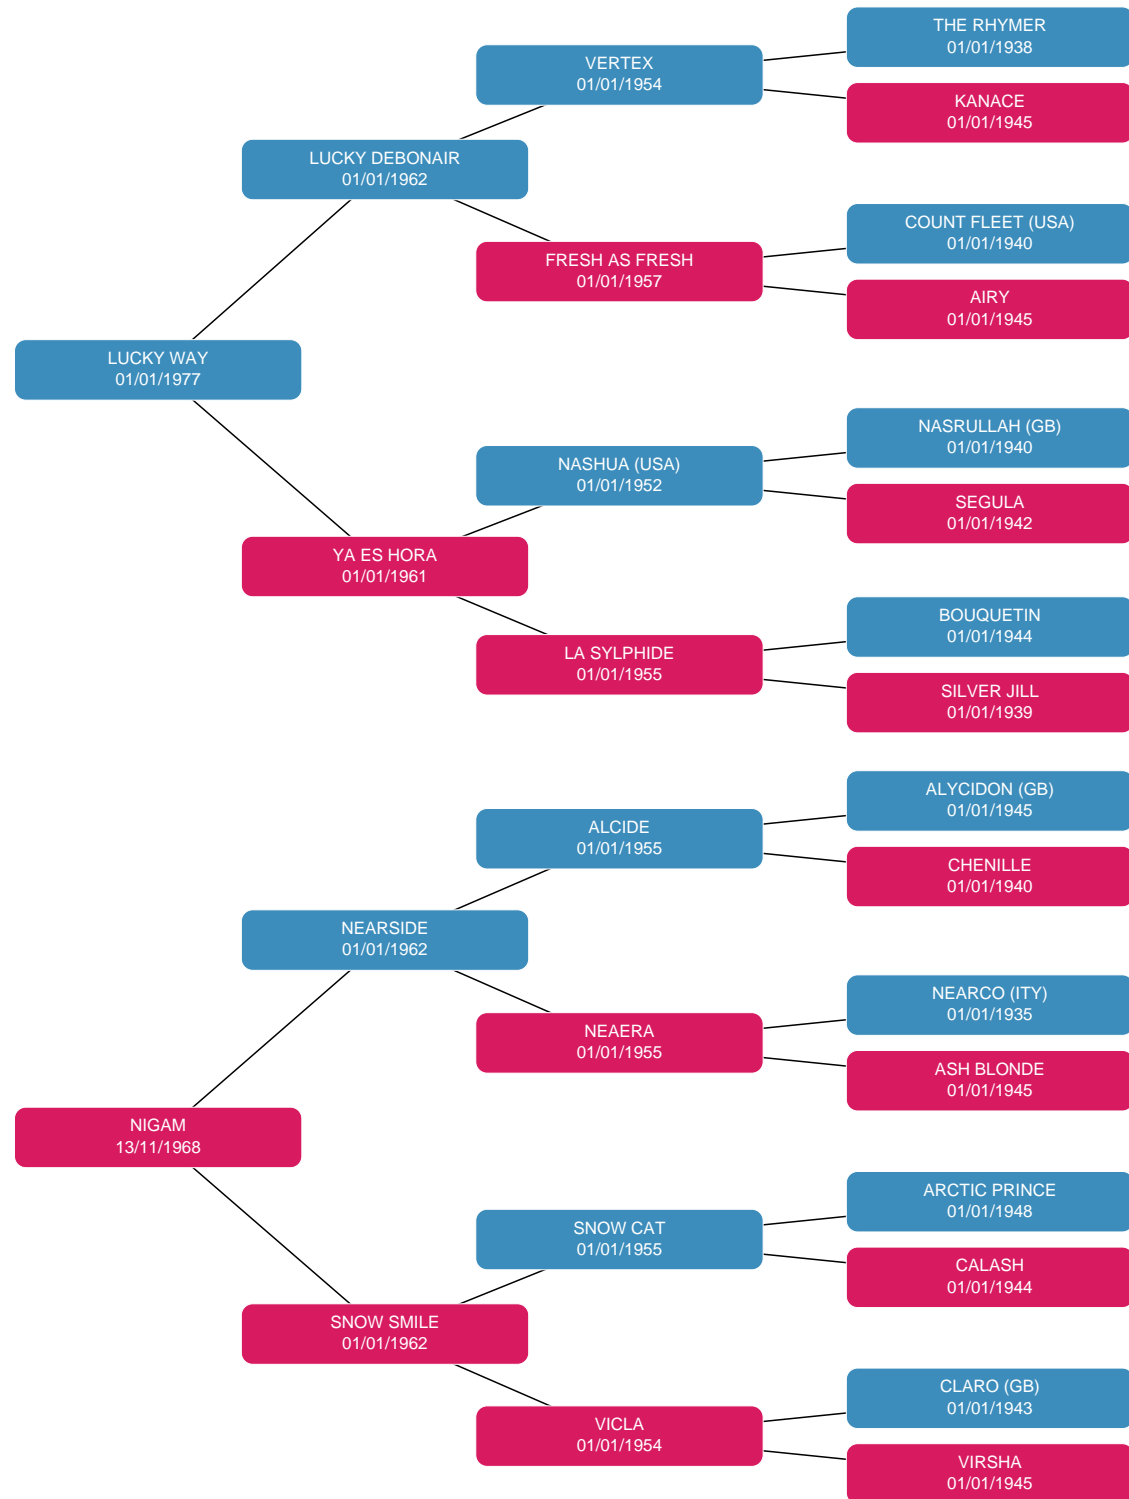 THE RHYMER
01/01/1938
VERTEX
01/01/1954
KANACE
01/01/1945
LUCKY DEBONAIR
01/01/1962
COUNT FLEET (USA)
01/01/1940
FRESH AS FRESH
01/01/1957
AIRY
01/01/1945
LUCKY WAY
01/01/1977
NASRULLAH (GB)
01/01/1940
NASHUA (USA)
01/01/1952
SEGULA
01/01/1942
YA ES HORA
01/01/1961
BOUQUETIN
01/01/1944
LA SYLPHIDE
01/01/1955
SILVER JILL
01/01/1939
ALYCIDON (GB)
01/01/1945
ALCIDE
01/01/1955
CHENILLE
01/01/1940
NEARSIDE
01/01/1962
NEARCO (ITY)
01/01/1935
NEAERA
01/01/1955
ASH BLONDE
01/01/1945
NIGAM
13/11/1968
ARCTIC PRINCE
01/01/1948
SNOW CAT
01/01/1955
CALASH
01/01/1944
SNOW SMILE
01/01/1962
CLARO (GB)
01/01/1943
VICLA
01/01/1954
VIRSHA
01/01/1945